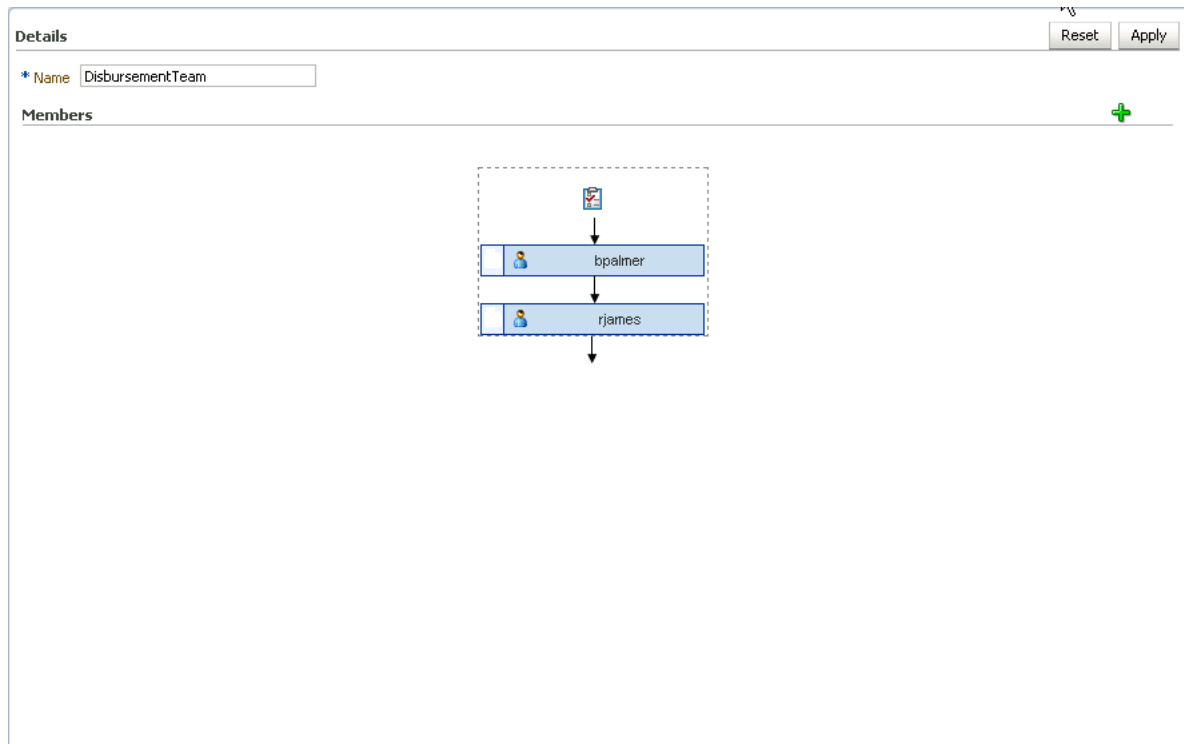 Details
Reset
Apply
* Name DisbursementTeam
Members
bpalmer
rjames